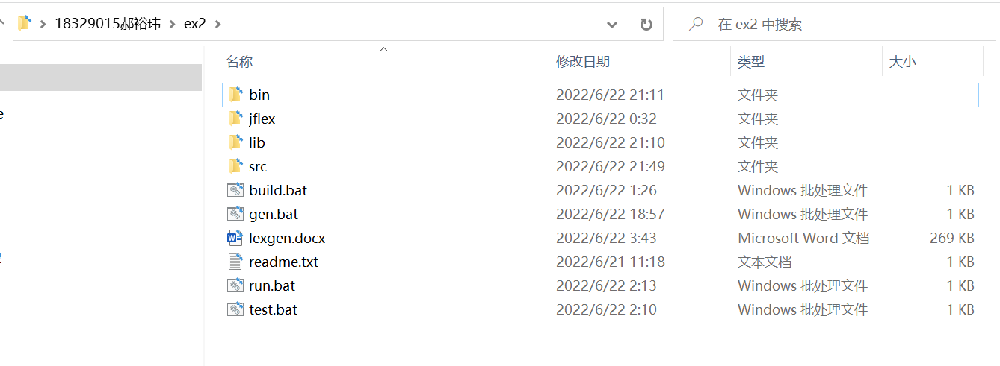 18329015郝裕玮 ex2 在 ex2 中搜索
名称 修改日期 类型 大小
bin 2022/6/22 21:11 文件夹
jflex 2022/6/22 0:32 文件夹
lib 2022/6/22 21:10 文件夹
src 2022/6/22 21:49 文件夹
build.bat 2022/6/22 1:26 Windows 批处理文件 1 KB
gen.bat 2022/6/22 18:57 Windows 批处理文件 1 KB
lexgen.docx 2022/6/22 3:43 Microsoft Word 文档 269 KB
readme.txt 2022/6/21 11:18 文本文档 1 KB
run.bat 2022/6/22 2:13 Windows 批处理文件 1 KB
test.bat 2022/6/22 2:10 Windows 批处理文件 1 KB